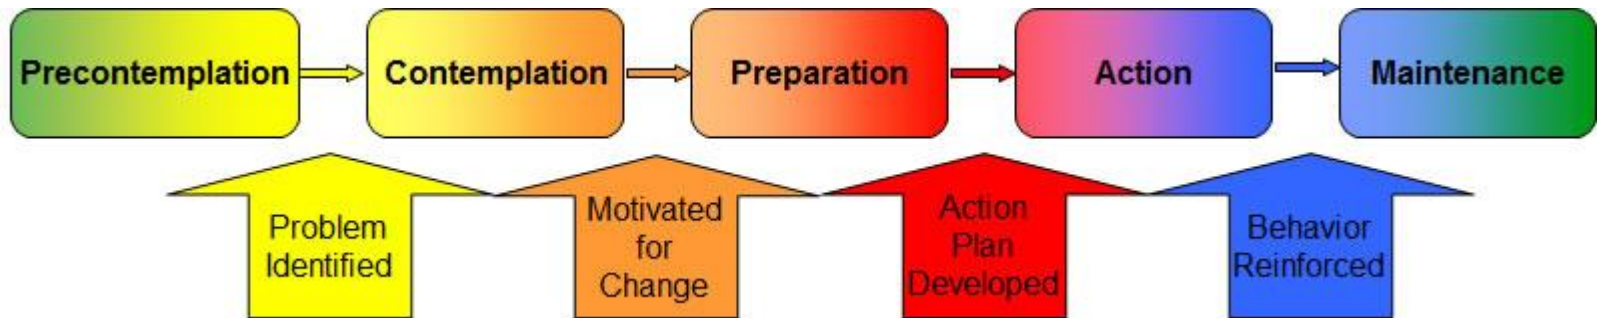 Precontemplation
Contemplation
Preparation
Action
Maintenance
Problem
Identified
Motivated
for
Change
Action
Plan
Developed
Behavior
Reinforced